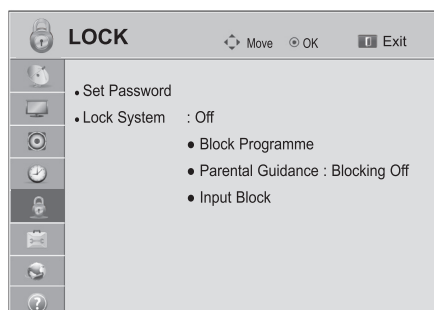 LOCK Move OK Exit
• Set Password
• Lock System : Off
● Block Programme
● Parental Guidance : Blocking Off
● Input Block
?